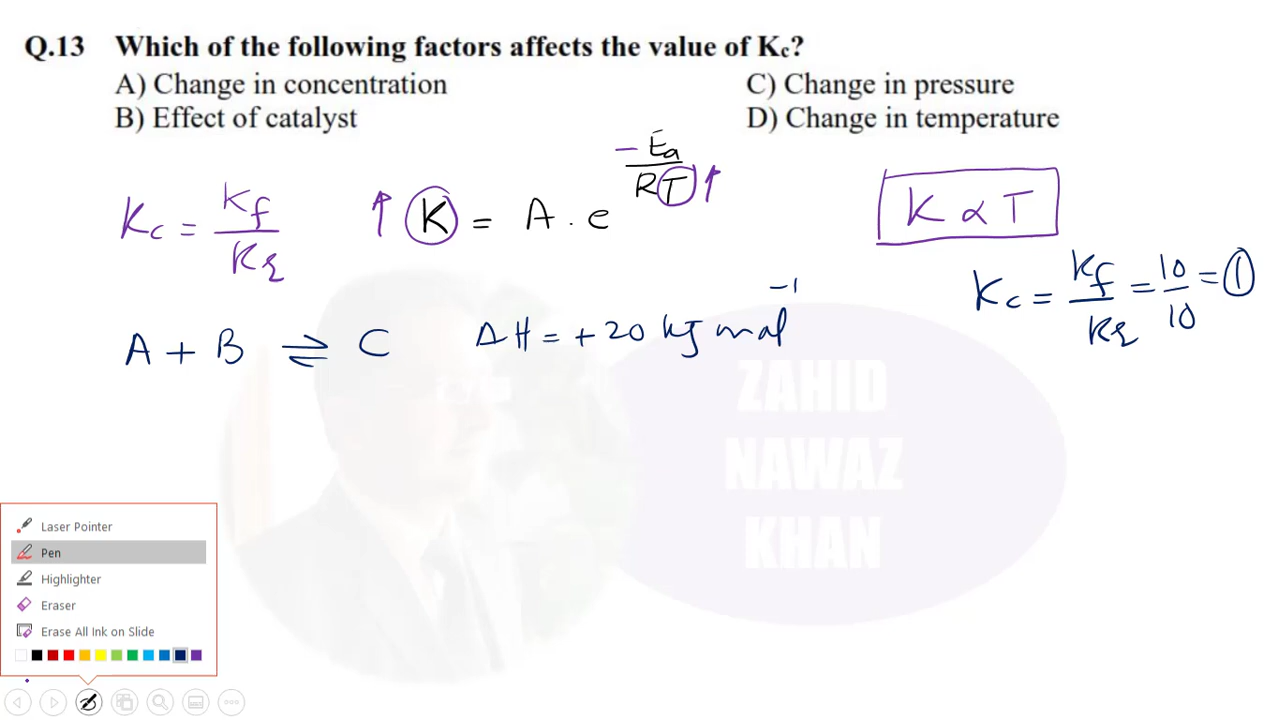 Q.13 Which of the following factors affects the value of Kc?
A) Change in concentration
C) Change in pressure
B) Effect of catalyst
D) Change in temperature
Kc = Kf / Kr
↑ K = A . e^(-Ea / RT) ↑
K ∝ T
Kc = Kf / Kr = 10 / 10 = 1
A + B ⇌ C ΔH = +20 kJ mol⁻¹
ZAHID
NAWAZ
KHAN
Laser Pointer
Pen
Highlighter
Eraser
Erase All Ink on Slide